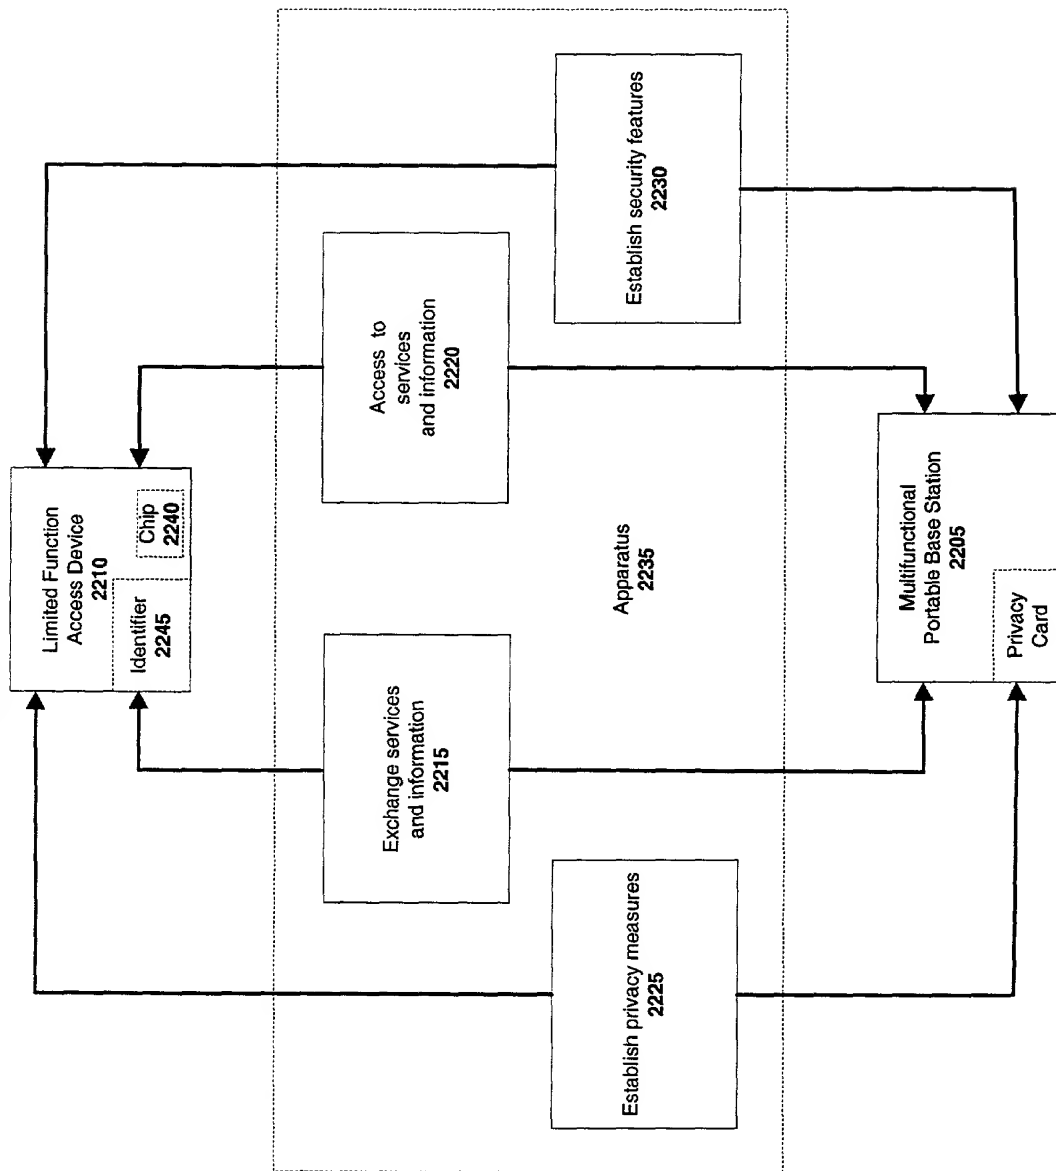 Limited Function
Access Device
2210
Identifier
2245
Chip
2240
Exchange services
and information
2215
Access to
services
and information
2220
Establish privacy measures
2225
Apparatus
2235
Establish security features
2230
Multifunctional
Portable Base Station
2205
Privacy
Card